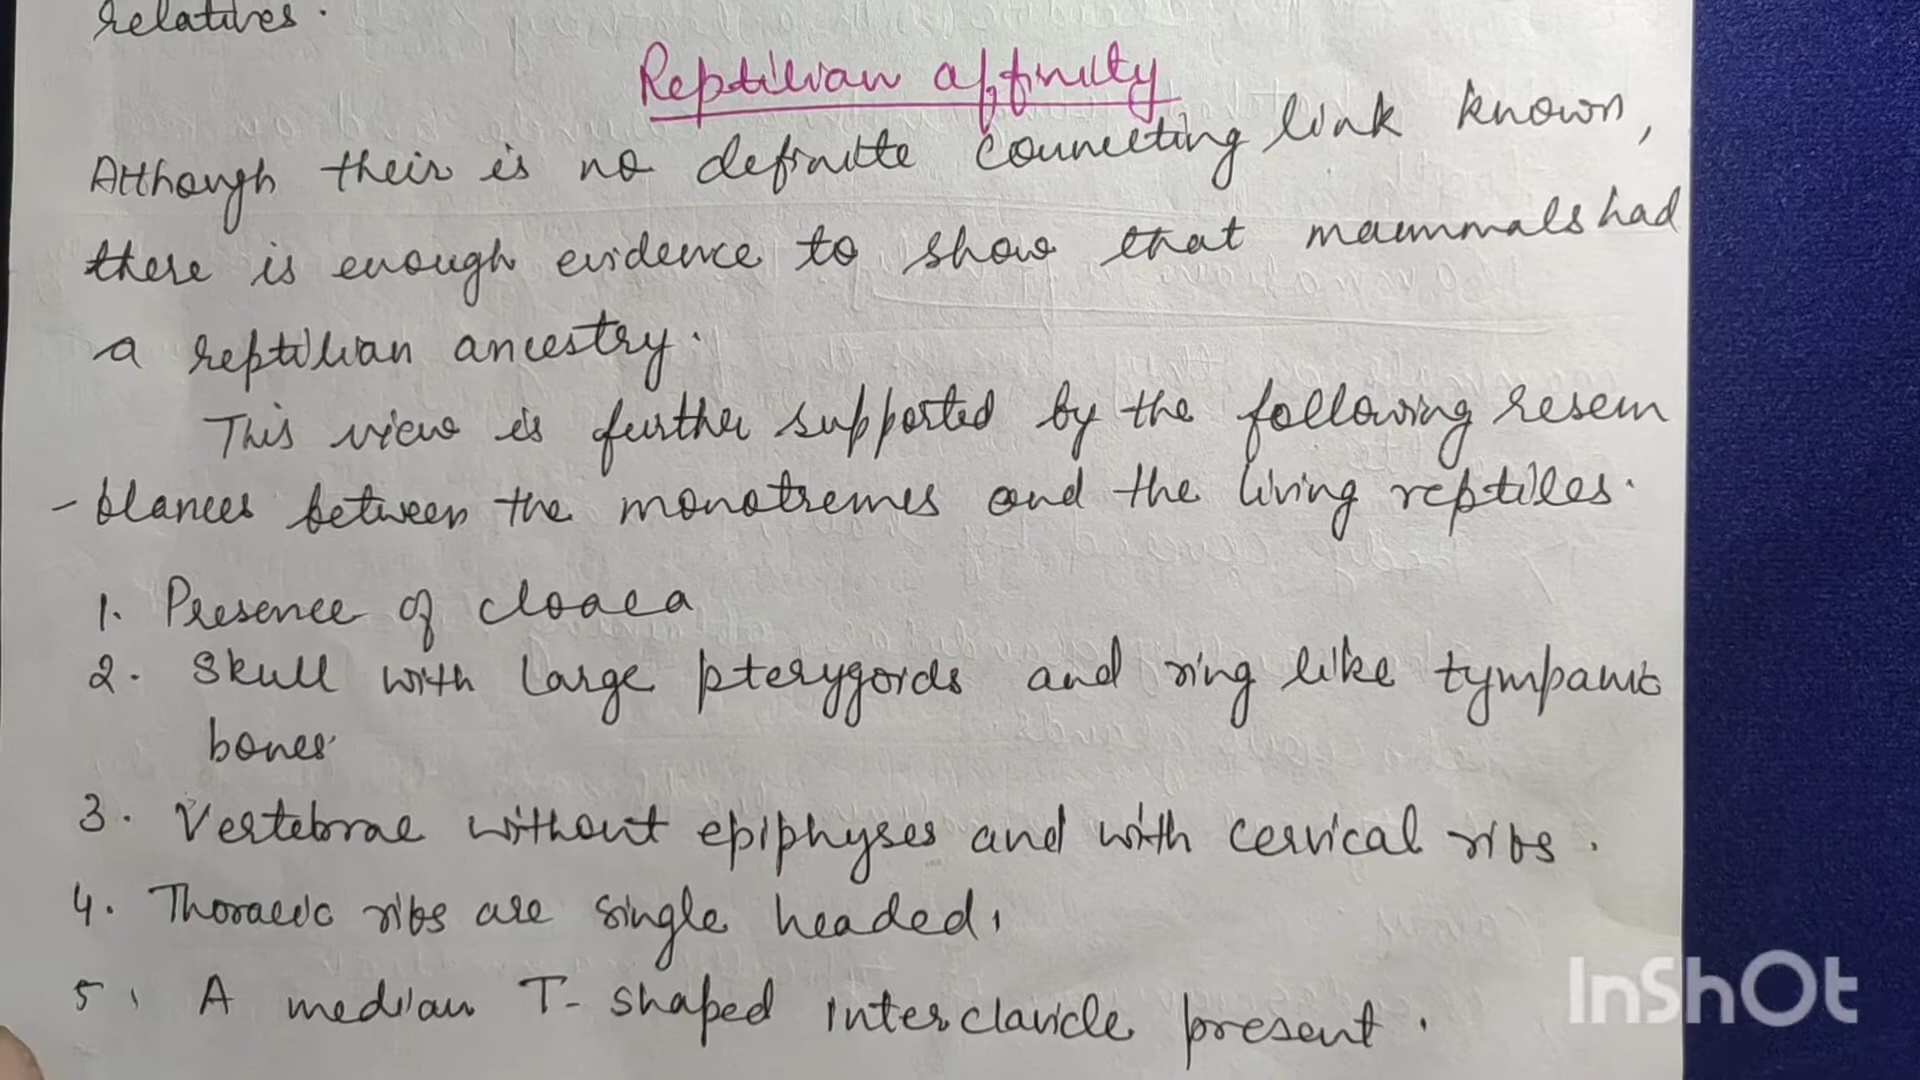 relatives.
Reptilian affinity
Although their is no definite connecting link known,
there is enough evidence to show that mammals had
a reptilian ancestry.
This view is further supported by the following resem
- blances between the monotremes and the living reptiles.
1. Presence of cloaca
2. Skull with large pterygoids and ring like tympanic
bones
3. Vertebrae without epiphyses and with cervical ribs.
4. Thoracic ribs are single headed.
5. A median T-shaped interclavicle present.
InShOt